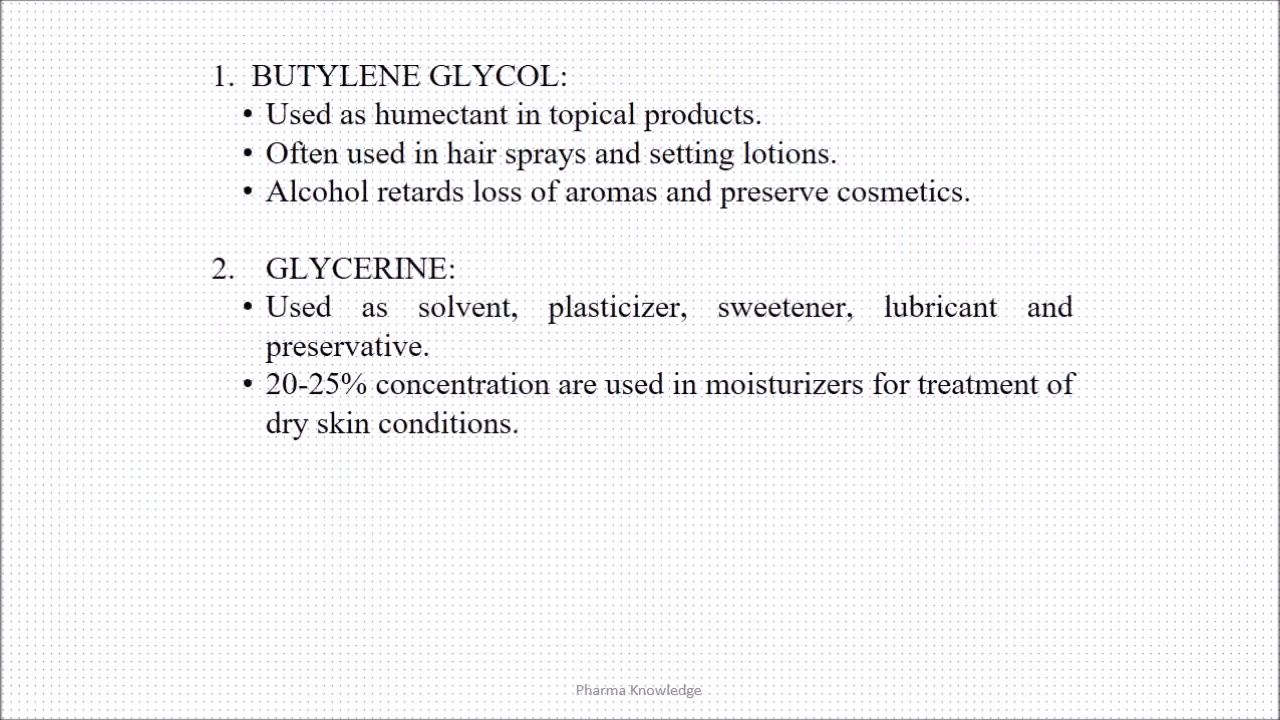 1. BUTYLENE GLYCOL:
• Used as humectant in topical products.
• Often used in hair sprays and setting lotions.
• Alcohol retards loss of aromas and preserve cosmetics.
2. GLYCERINE:
• Used as solvent, plasticizer, sweetener, lubricant and
preservative.
• 20-25% concentration are used in moisturizers for treatment of
dry skin conditions.
Pharma Knowledge